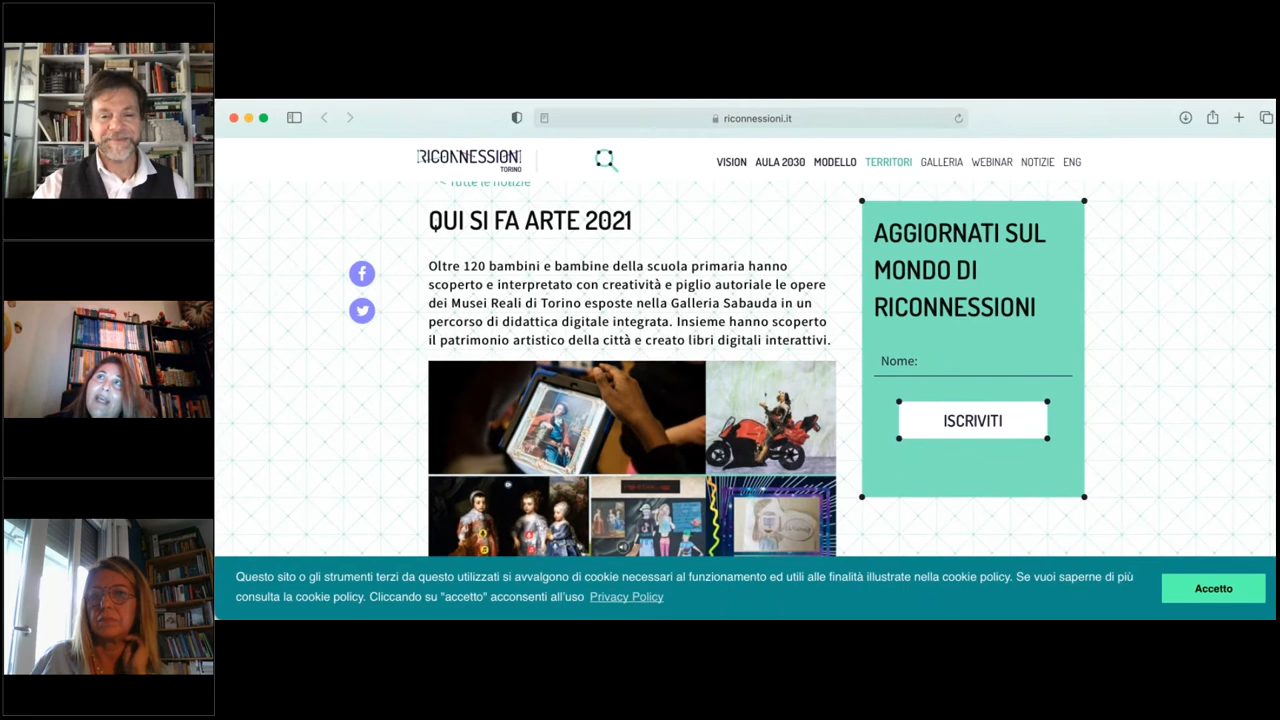 riconnessioni.it
RICONNESSIONI
TORINO
VISION AULA 2030 MODELLO TERRITORI GALLERIA WEBINAR NOTIZIE ENG
<< Tutte le notizie
QUI SI FA ARTE 2021
Oltre 120 bambini e bambine della scuola primaria hanno
scoperto e interpretato con creatività e piglio autoriale le opere
dei Musei Reali di Torino esposte nella Galleria Sabauda in un
percorso di didattica digitale integrata. Insieme hanno scoperto
il patrimonio artistico della città e creato libri digitali interattivi.
AGGIORNATI SUL
MONDO DI
RICONNESSIONI
Nome:
ISCRIVITI
Questo sito o gli strumenti terzi da questo utilizzati si avvalgono di cookie necessari al funzionamento ed utili alle finalità illustrate nella cookie policy. Se vuoi saperne di più
consulta la cookie policy. Cliccando su "accetto" acconsenti all'uso Privacy Policy
Accetto